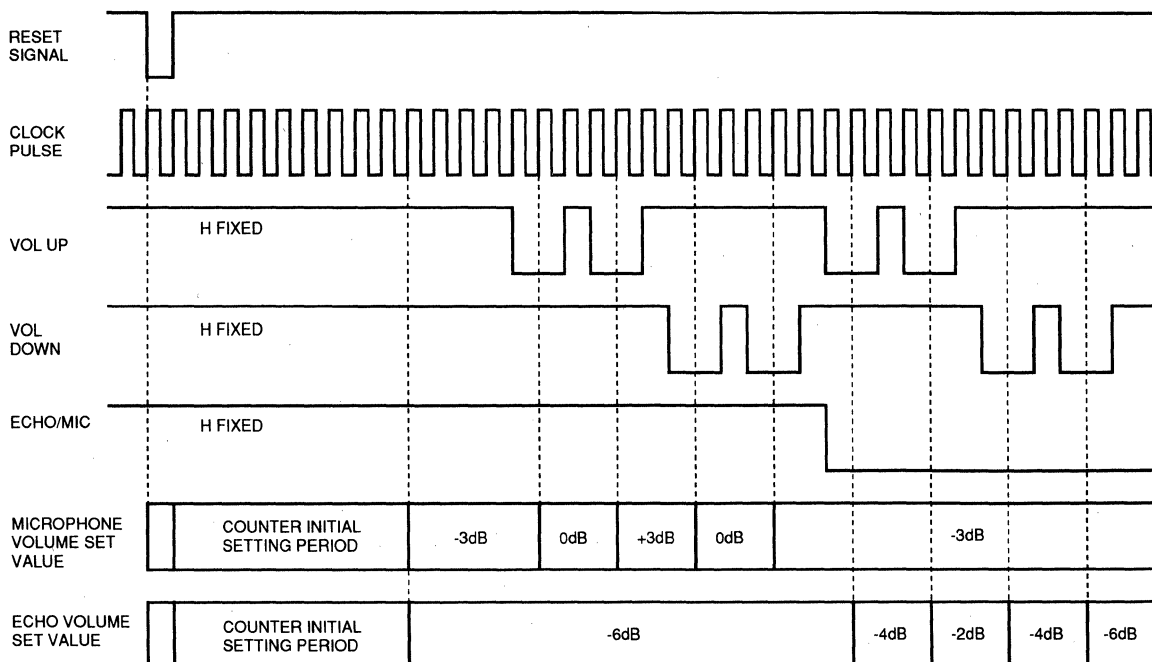 RESET
SIGNAL
CLOCK
PULSE
VOL UP
H FIXED
VOL
DOWN
H FIXED
ECHO/MIC
H FIXED
MICROPHONE
VOLUME SET
VALUE
COUNTER INITIAL
SETTING PERIOD
-3dB
0dB
+3dB
0dB
-3dB
ECHO VOLUME
SET VALUE
COUNTER INITIAL
SETTING PERIOD
-6dB
-4dB
-2dB
-4dB
-6dB